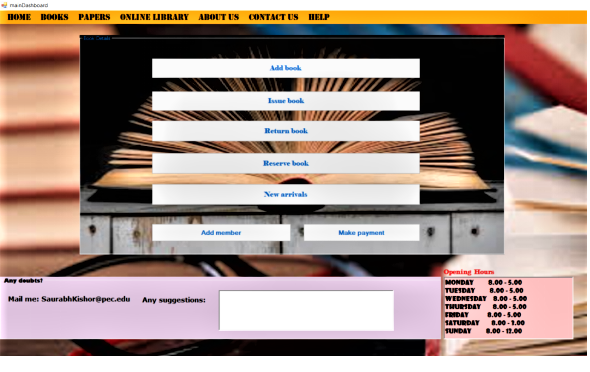 mainDashboard
HOME BOOKS PAPERS ONLINE LIBRARY ABOUT US CONTACT US HELP
Book Details
Add book
Issue book
Return book
Reserve book
New arrivals
Add member Make payment
Opening Hours
Any doubts!
MONDAY 8.00 - 5.00
TUESDAY 8.00 - 5.00
WEDNESDAY 8.00 - 5.00
THURSDAY 8.00 - 5.00
FRIDAY 8.00 - 5.00
SATURDAY 8.00 - 2.00
SUNDAY 8.00 - 12.00
Mail me: SaurabhKishor@pec.edu Any suggestions: